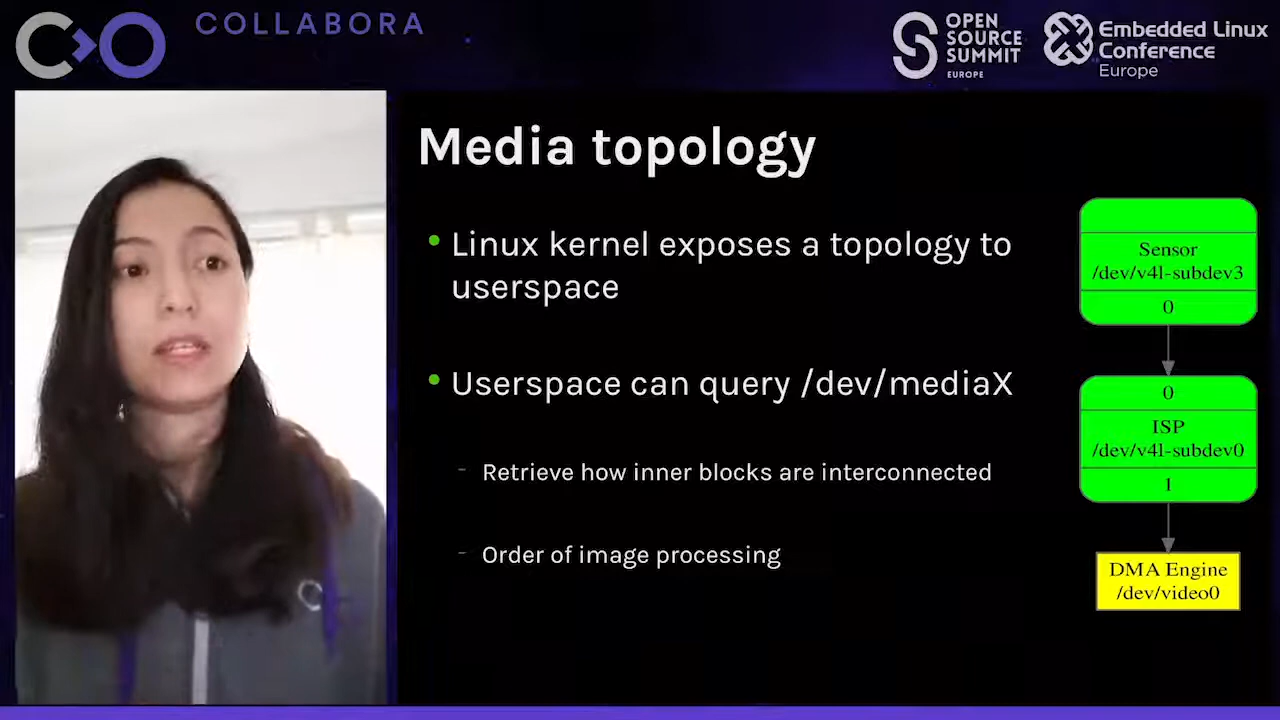 COLLABORA
OPEN
SOURCE
SUMMIT
EUROPE
Embedded Linux
Conference
Europe
Media topology
Linux kernel exposes a topology to
userspace
Userspace can query /dev/mediaX
Retrieve how inner blocks are interconnected
Order of image processing
Sensor
/dev/v4l-subdev3
0
0
ISP
/dev/v4l-subdev0
1
DMA Engine
/dev/video0